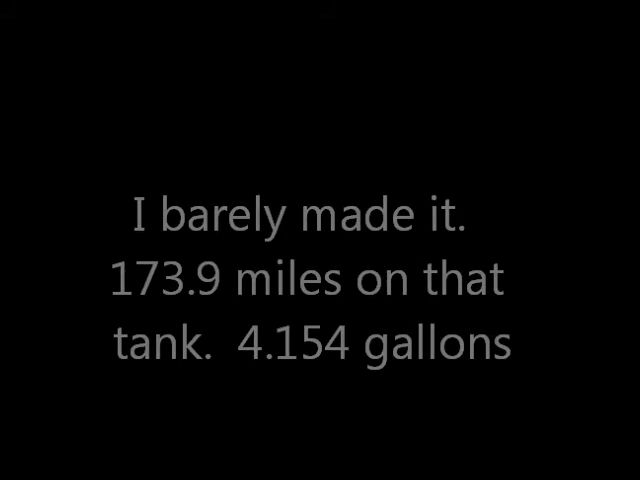 I barely made it.
173.9 miles on that
tank.  4.154 gallons